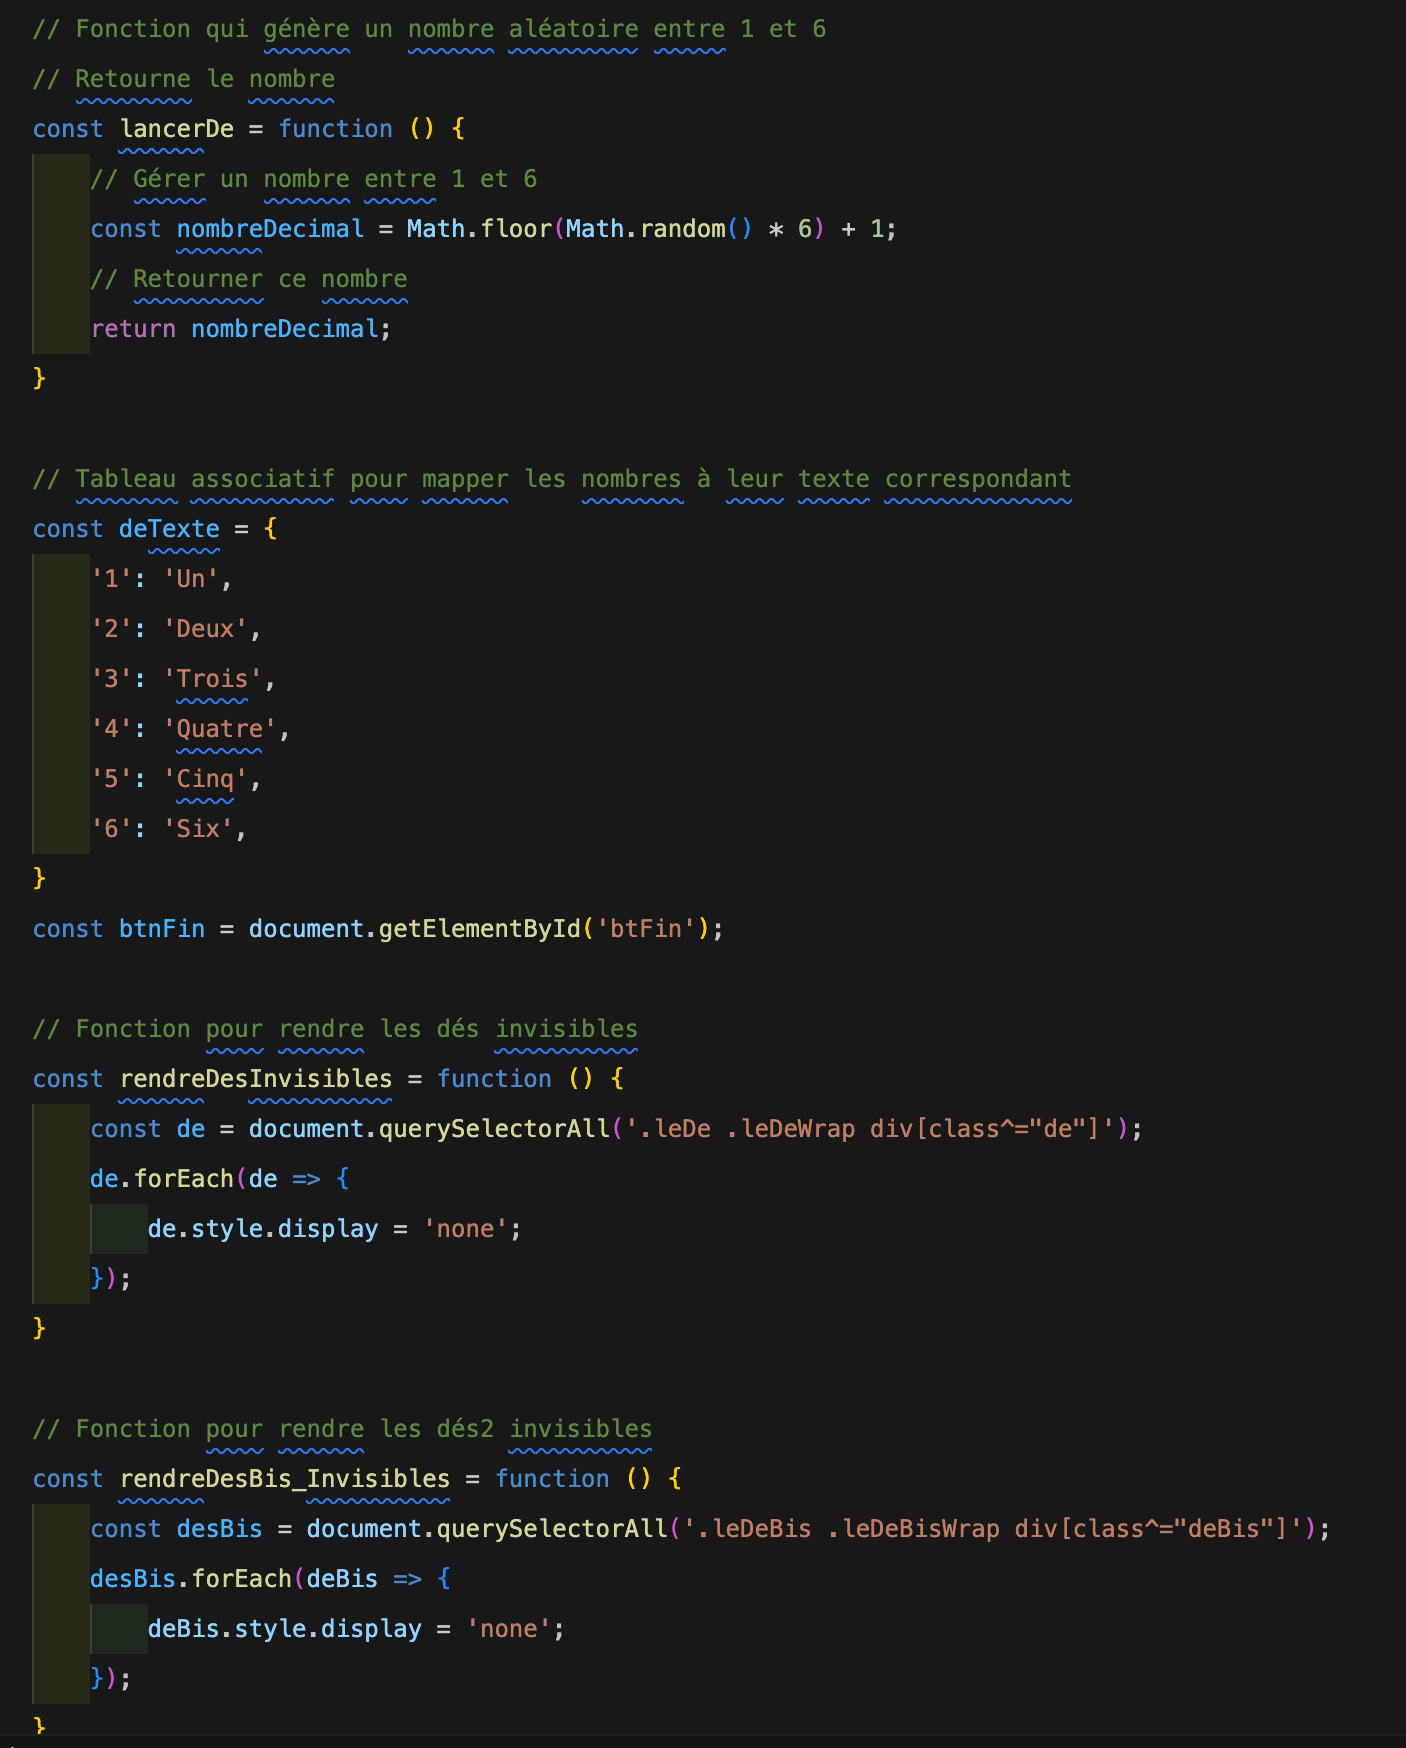 // Fonction qui génère un nombre aléatoire entre 1 et 6
// Retourne le nombre
const lancerDe = function () {
    // Gérer un nombre entre 1 et 6
    const nombreDecimal = Math.floor(Math.random() * 6) + 1;
    // Retourner ce nombre
    return nombreDecimal;
}
// Tableau associatif pour mapper les nombres à leur texte correspondant
const deTexte = {
    '1': 'Un',
    '2': 'Deux',
    '3': 'Trois',
    '4': 'Quatre',
    '5': 'Cinq',
    '6': 'Six',
}
const btnFin = document.getElementById('btFin');
// Fonction pour rendre les dés invisibles
const rendreDesInvisibles = function () {
    const de = document.querySelectorAll('.leDe .leDeWrap div[class^="de"]');
    de.forEach(de => {
        de.style.display = 'none';
    });
}
// Fonction pour rendre les dés2 invisibles
const rendreDesBis_Invisibles = function () {
    const desBis = document.querySelectorAll('.leDeBis .leDeBisWrap div[class^="deBis"]');
    desBis.forEach(deBis => {
        deBis.style.display = 'none';
    });
}